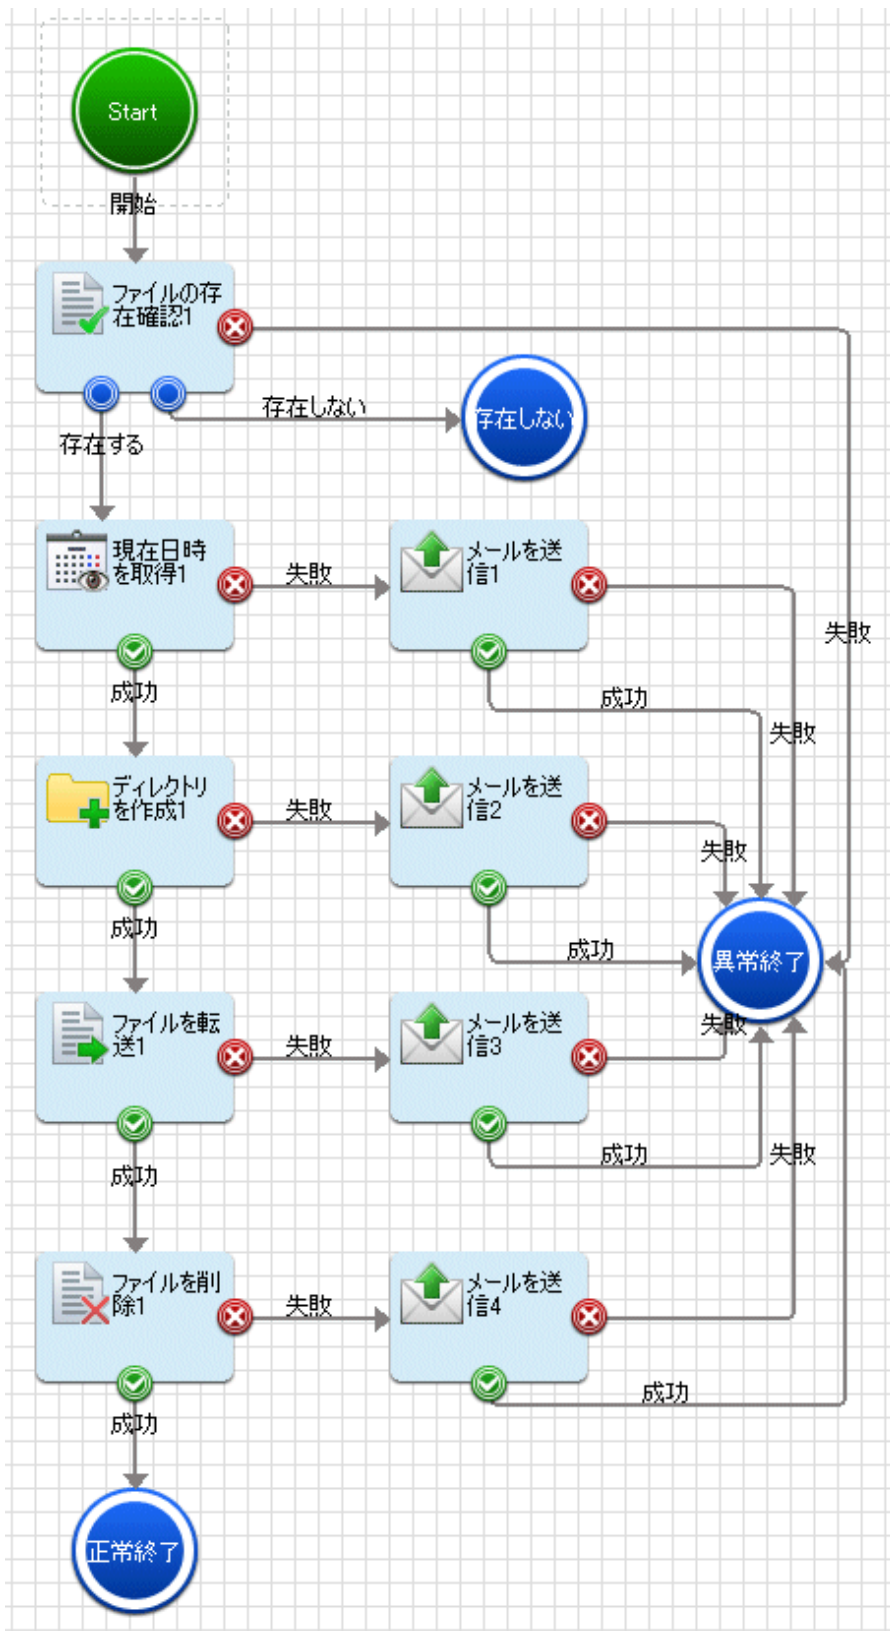 Start
開始
ファイルの存
在確認1
存在しない
存在しない
存在する
現在日時
を取得1
失敗
メールを送
信1
失敗
成功
成功
失敗
ディレクトリ
を作成1
失敗
メールを送
信2
失敗
成功
成功
異常終了
ファイルを転
送1
失敗
メールを送
信3
失敗
成功
成功
失敗
ファイルを削
除1
失敗
メールを送
信4
成功
成功
正常終了